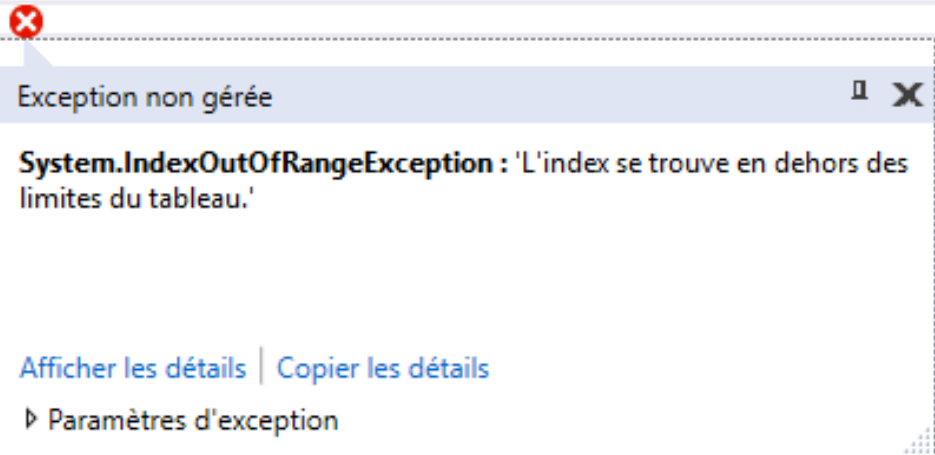 Exception non gérée
System.IndexOutOfRangeException : 'L'index se trouve en dehors des
limites du tableau.'
Afficher les détails | Copier les détails
Paramètres d'exception